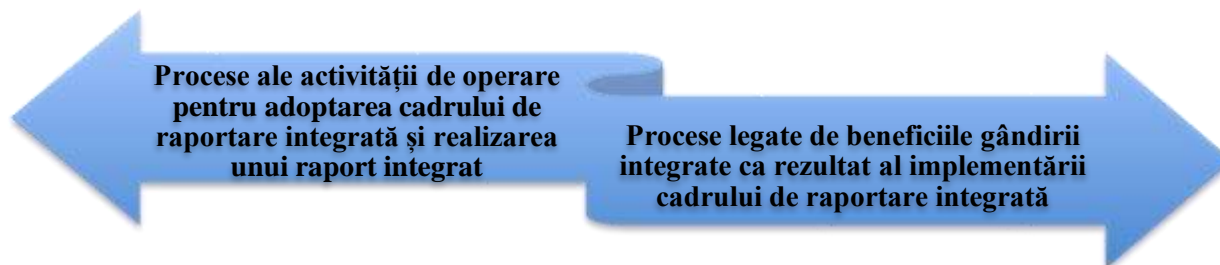 Procese ale activității de operare
pentru adoptarea cadrului de
raportare integrată și realizarea
unui raport integrat
Procese legate de beneficiile gândirii
integrate ca rezultat al implementării
cadrului de raportare integrată